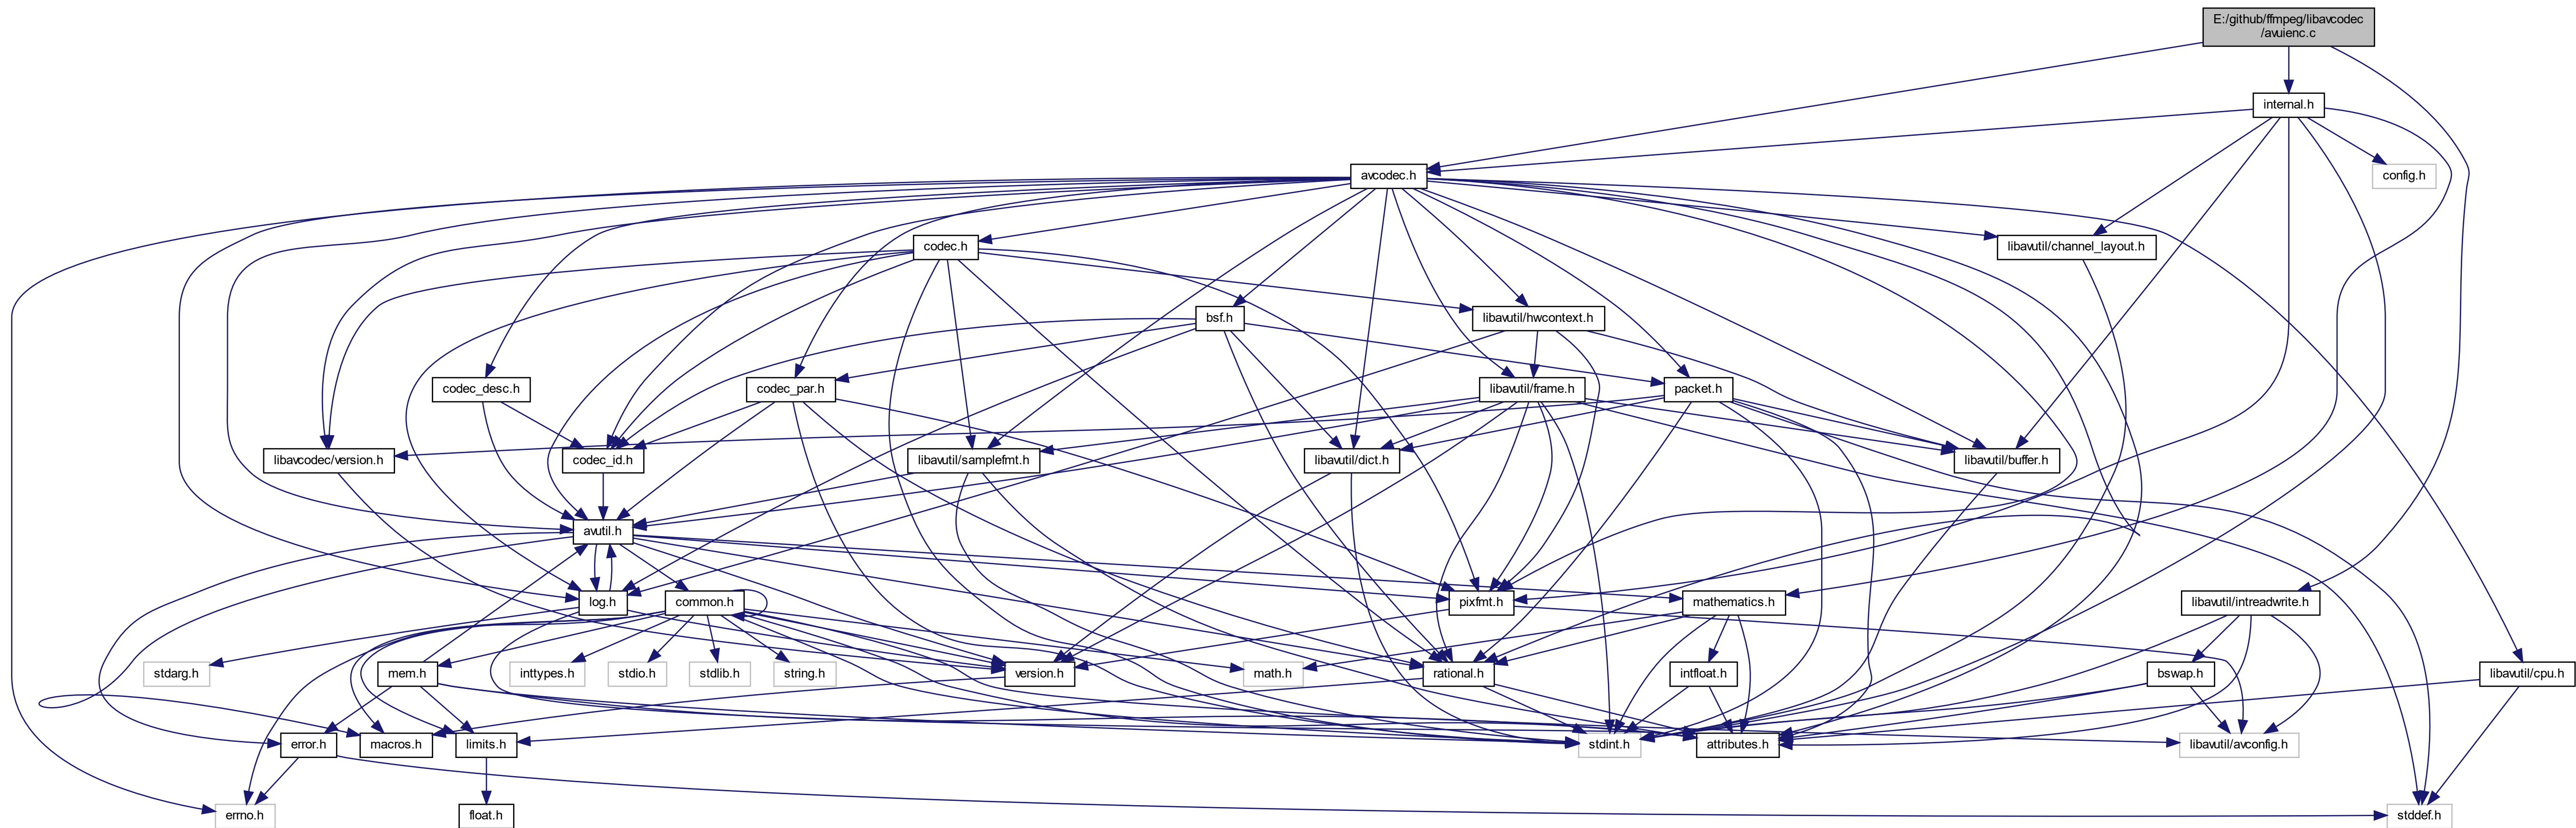 E:/github/ffmpeg/libavcodec
/avuienc.c
internal.h
avcodec.h
config.h
codec.h
libavutil/channel_layout.h
bsf.h
libavutil/hwcontext.h
codec_desc.h
codec_par.h
libavutil/frame.h
packet.h
libavcodec/version.h
codec_id.h
libavutil/samplefmt.h
libavutil/dict.h
libavutil/buffer.h
avutil.h
log.h
common.h
pixfmt.h
mathematics.h
libavutil/intreadwrite.h
stdarg.h
mem.h
inttypes.h
stdio.h
stdlib.h
string.h
version.h
math.h
rational.h
intfloat.h
bswap.h
libavutil/cpu.h
error.h
macros.h
limits.h
stdint.h
attributes.h
libavutil/avconfig.h
errno.h
float.h
stddef.h